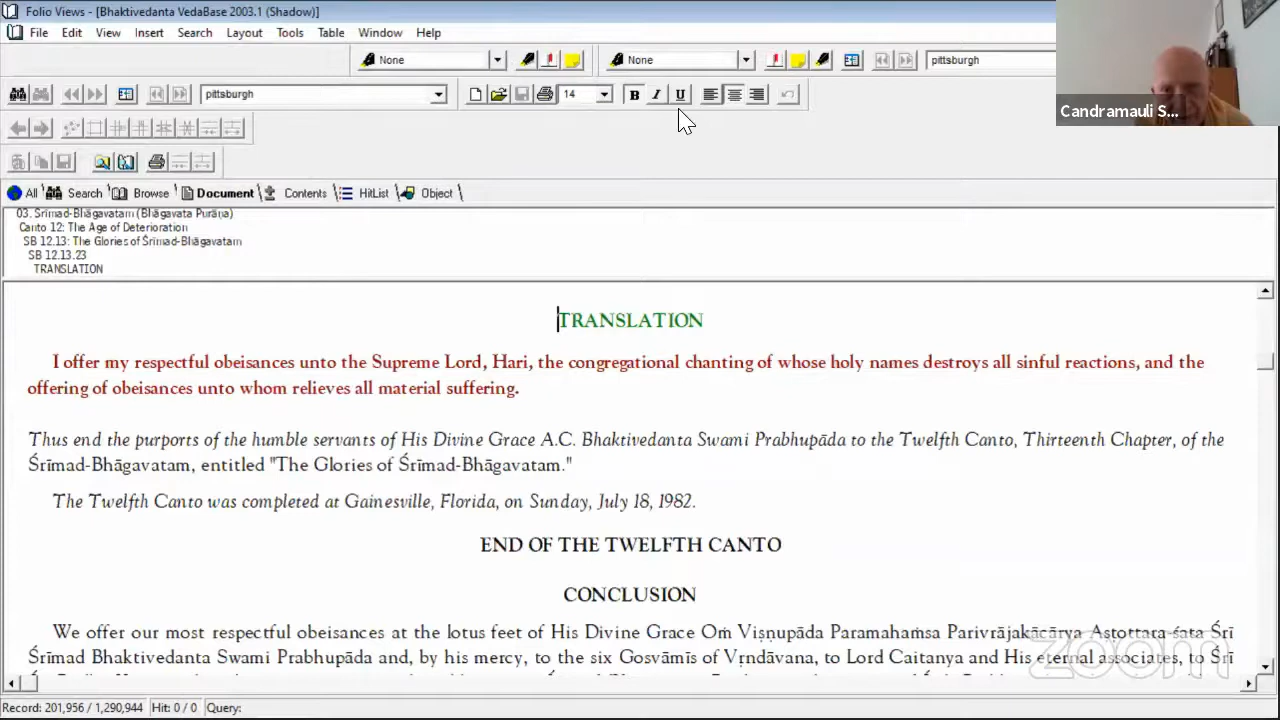 Folio Views - [Bhaktivedanta VedaBase 2003.1 (Shadow)]
File Edit View Insert Search Layout Tools Table Window Help
None None pittsburgh
pittsburgh 14 B I U
Candramauli S...
All Search Browse Document Contents HitList Object
03. Śrīmad-Bhāgavatam (Bhāgavata Purāṇa)
Canto 12: The Age of Deterioration
SB 12.13: The Glories of Śrīmad-Bhāgavatam
SB 12.13.23
TRANSLATION
TRANSLATION
I offer my respectful obeisances unto the Supreme Lord, Hari, the congregational chanting of whose holy names destroys all sinful reactions, and the
offering of obeisances unto whom relieves all material suffering.
Thus end the purports of the humble servants of His Divine Grace A.C. Bhaktivedanta Swami Prabhupāda to the Twelfth Canto, Thirteenth Chapter, of the
Śrīmad-Bhāgavatam, entitled "The Glories of Śrīmad-Bhāgavatam."
The Twelfth Canto was completed at Gainesville, Florida, on Sunday, July 18, 1982.
END OF THE TWELFTH CANTO
CONCLUSION
We offer our most respectful obeisances at the lotus feet of His Divine Grace Oṁ Viṣṇupāda Paramahaṁsa Parivrājakācārya Aṣṭottara-śata Śrī
Śrīmad Bhaktivedanta Swami Prabhupāda and, by his mercy, to the six Gosvāmīs of Vṛndāvana, to Lord Caitanya and His eternal associates, to Śrī
zoom
Record: 201,956 / 1,290,944 Hit: 0 / 0 Query: